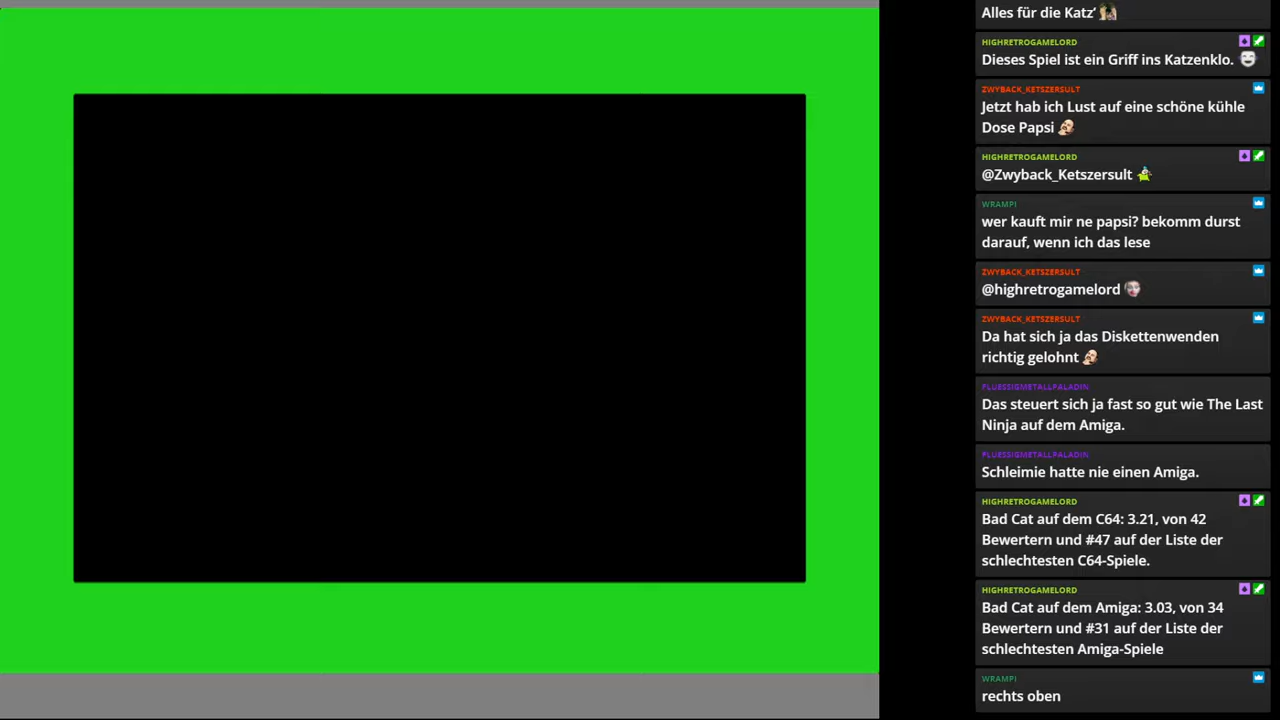 Alles für die Katz’
HIGHRETROGAMELORD
Dieses Spiel ist ein Griff ins Katzenklo.
ZWYBACK_KETSZERSULT
Jetzt hab ich Lust auf eine schöne kühle
Dose Papsi
HIGHRETROGAMELORD
@Zwyback_Ketszersult
WRAMPI
wer kauft mir ne papsi? bekomm durst
darauf, wenn ich das lese
ZWYBACK_KETSZERSULT
@highretrogamelord
ZWYBACK_KETSZERSULT
Da hat sich ja das Diskettenwenden
richtig gelohnt
FLUESSIGMETALLPALADIN
Das steuert sich ja fast so gut wie The Last
Ninja auf dem Amiga.
FLUESSIGMETALLPALADIN
Schleimie hatte nie einen Amiga.
HIGHRETROGAMELORD
Bad Cat auf dem C64: 3.21, von 42
Bewertern und #47 auf der Liste der
schlechtesten C64-Spiele.
HIGHRETROGAMELORD
Bad Cat auf dem Amiga: 3.03, von 34
Bewertern und #31 auf der Liste der
schlechtesten Amiga-Spiele
WRAMPI
rechts oben